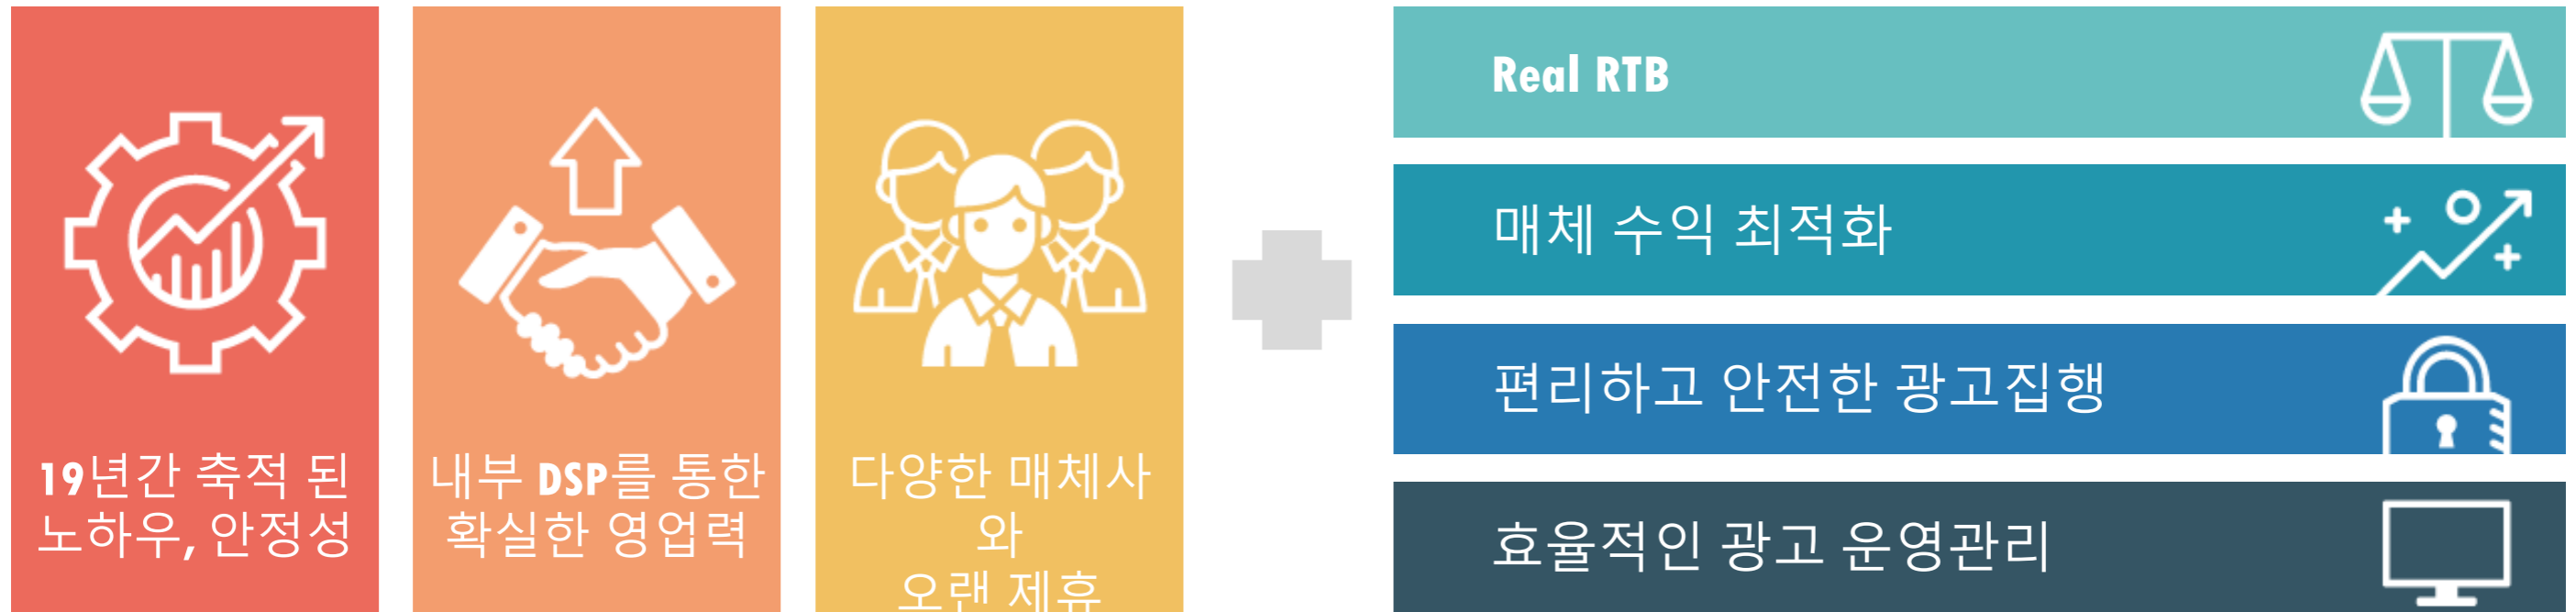 19년간 축적 된
노하우, 안정성
내부 DSP를 통한
확실한 영업력
다양한 매체사
와
오랜 제휴
Real RTB
매체 수익 최적화
편리하고 안전한 광고집행
효율적인 광고 운영관리